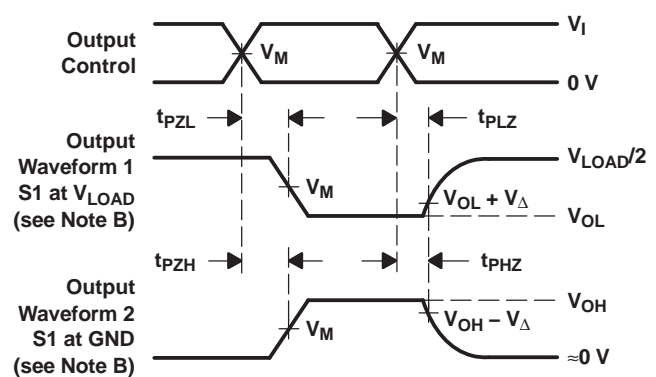 Output
Control
V_M
V_M
V_I
0 V
t_PZL
t_PLZ
Output
Waveform 1
S1 at V_LOAD
(see Note B)
V_M
V_OL + V_Δ
V_LOAD/2
V_OL
t_PZH
t_PHZ
Output
Waveform 2
S1 at GND
(see Note B)
V_M
V_OH – V_Δ
V_OH
≈0 V